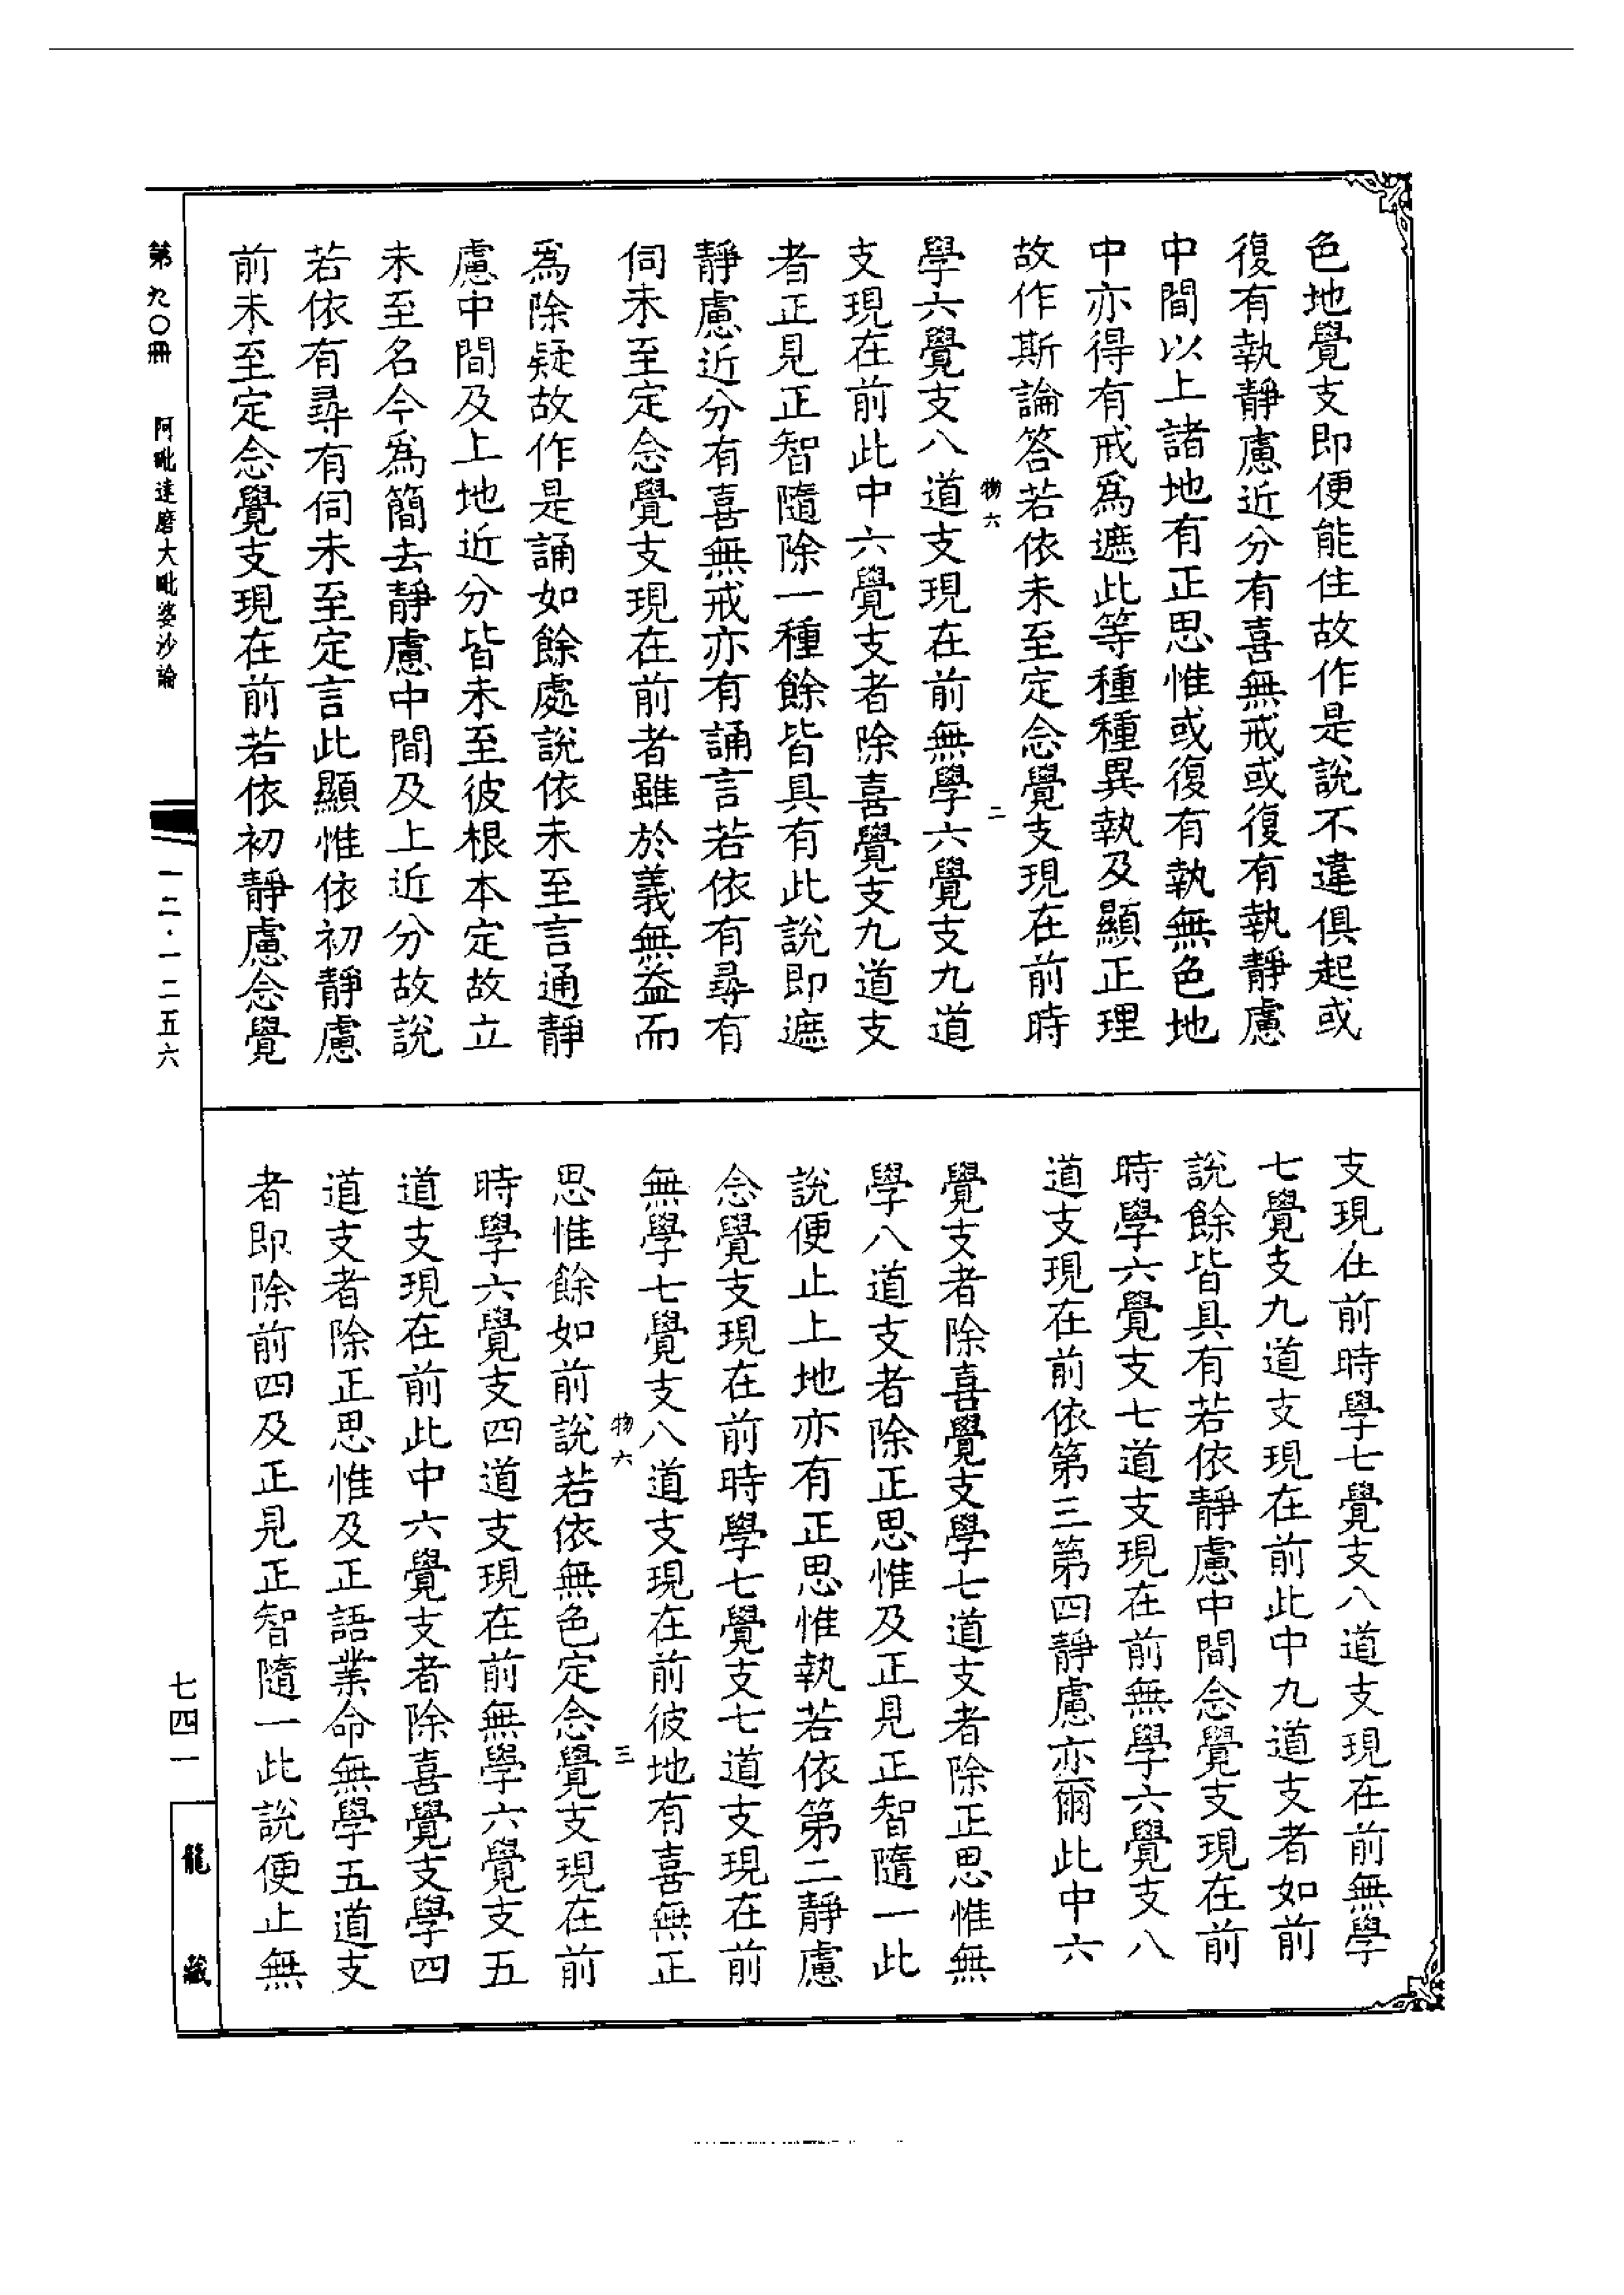 色地覺支即便能住故作是說不違俱起或
復有執靜慮近分有喜無戒或復有執靜慮
中間以上諸地有正思惟或復有執無色地
中亦得有戒爲遮此等種種異執及顯正理
故作斯論答若依未至定念覺支現在前時
物六
二
學六覺支八道支現在前無學六覺支九道
支現在前此中六覺支者除喜覺支九道支
者正見正智隨除一種餘皆具有此說即遮
靜慮近分有喜無戒亦有誦言若依有尋有
伺未至定念覺支現在前者雖於義無益而
爲除疑故作是誦如餘處說依未至言通靜
慮中間及上地近分皆未至彼根本定故立
未至名今爲簡去靜慮中間及上近分故說
若依有尋有伺未至定言此顯惟依初靜慮
前未至定念覺支現在前若依初靜慮念覺
支現在前時學七覺支八道支現在前無學
七覺支九道支現在前此中九道支者如前
說餘皆具有若依靜慮中間念覺支現在前
時學六覺支七道支現在前無學六覺支八
道支現在前依第三第四靜慮亦爾此中六
覺支者除喜覺支學七道支者除正思惟無
學八道支者除正思惟及正見正智隨一此
說便止上地亦有正思惟執若依第二靜慮
念覺支現在前時學七覺支七道支現在前
無學七覺支八道支現在前彼地有喜無正
物六
三
思惟餘如前說若依無色定念覺支現在前
時學六覺支四道支現在前無學六覺支五
道支現在前此中六覺支者除喜覺支學四
道支者除正思惟及正語業命無學五道支
者即除前四及正見正智隨一此說便止無
第九〇冊
阿毗達磨大毗婆沙論
一二·一二五六
七四一
龍藏